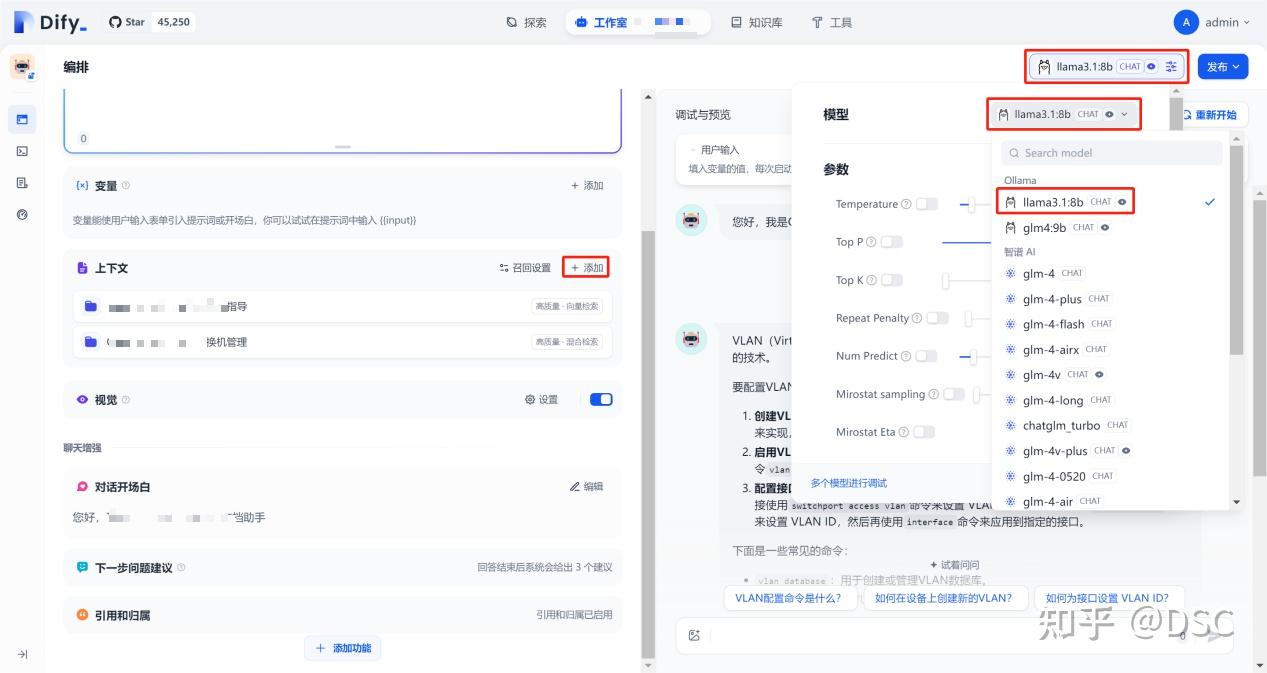 Dify_
Star 45,250
探索
工作室
知识库
工具
A admin
编排
llama3.1:8b CHAT
发布
0
变量
+ 添加
变量能使用户输入表单引入提示词或开场白，你可以试试在提示词中输入 {{input}}
上下文
召回设置
+ 添加
指导
高质量 · 向量检索
换机管理
高质量 · 混合检索
视觉
设置
聊天增强
对话开场白
编辑
您好，
当助手
下一步问题建议
回答结束后系统会给出 3 个建议
引用和归属
引用和归属已启用
+ 添加功能
调试与预览
重新开始
用户输入
填入变量的值，每次启动
您好，我是
VLAN（Virt
的技术。
要配置VLAN
1. 创建VL
来实现，
2. 启用VL
令 vlan
3. 配置接
接使用 switchport access vlan 命令来设置 VLA
来设置 VLAN ID，然后再使用 interface 命令来应用到指定的接口。
下面是一些常见的命令：
试着问问
vlan database ：用于创建或管理VLAN数据库。
VLAN配置命令是什么？
如何在设备上创建新的VLAN？
如何为接口设置 VLAN ID？
模型
llama3.1:8b CHAT
参数
Temperature
Top P
Top K
Repeat Penalty
Num Predict
Mirostat sampling
Mirostat Eta
多个模型进行调试
Search model
Ollama
llama3.1:8b CHAT
glm4:9b CHAT
智谱 AI
glm-4 CHAT
glm-4-plus CHAT
glm-4-flash CHAT
glm-4-airx CHAT
glm-4v CHAT
glm-4-long CHAT
chatglm_turbo CHAT
glm-4v-plus CHAT
glm-4-0520 CHAT
glm-4-air CHAT
0
知乎 @DSC